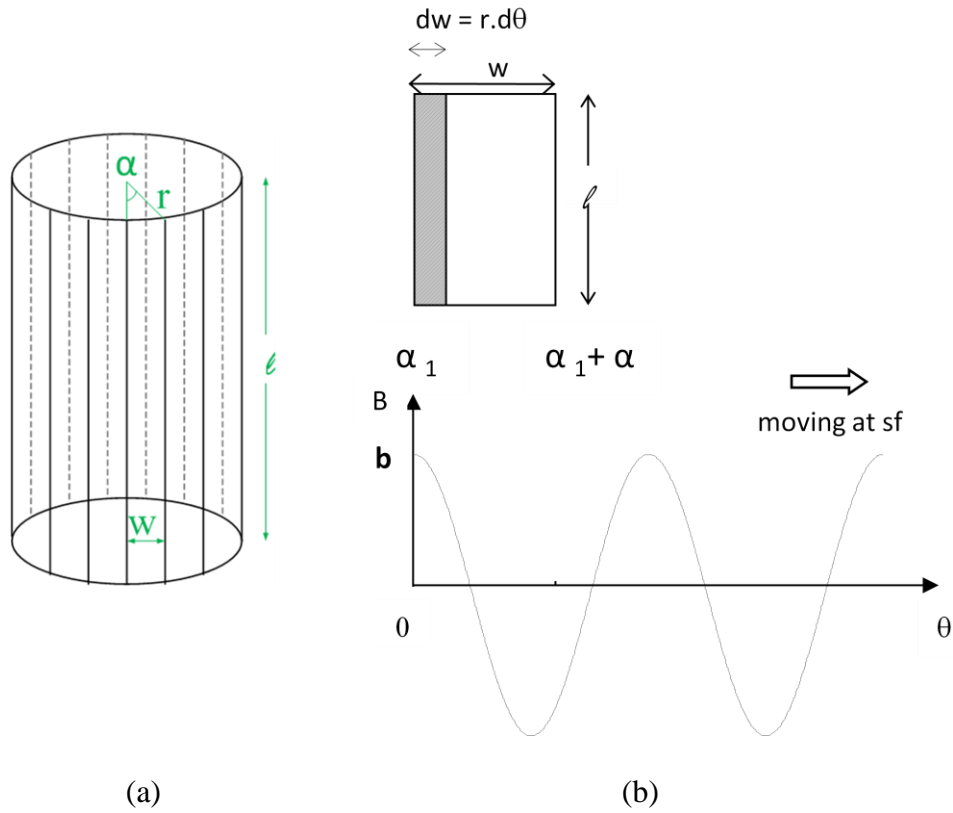 dw = r.dθ
w
α
r
ℓ
ℓ
w
α 1
α 1 + α
B
b
moving at sf
0
θ
(a)
(b)